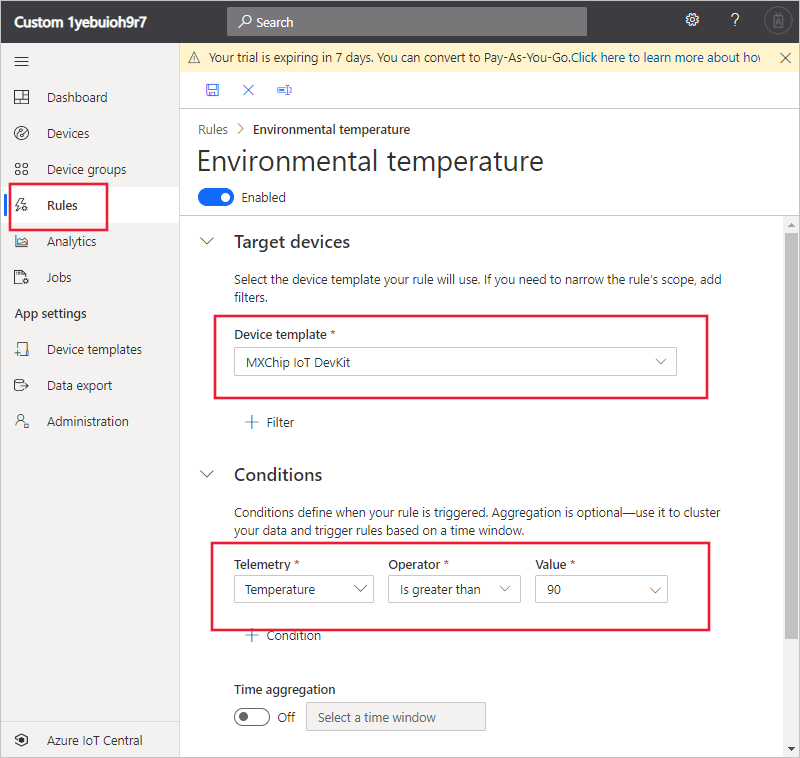 Custom 1yebuioh9r7
Search
?
Your trial is expiring in 7 days. You can convert to Pay-As-You-Go.Click here to learn more about how
Dashboard
Devices
Device groups
Rules
Analytics
Jobs
App settings
Device templates
Data export
Administration
Azure IoT Central
Rules > Environmental temperature
Environmental temperature
Enabled
Target devices
Select the device template your rule will use. If you need to narrow the rule's scope, add
filters.
Device template *
MXChip IoT DevKit
+ Filter
Conditions
Conditions define when your rule is triggered. Aggregation is optional—use it to cluster
your data and trigger rules based on a time window.
Telemetry * Operator * Value *
Temperature Is greater than 90
+ Condition
Time aggregation
Off Select a time window